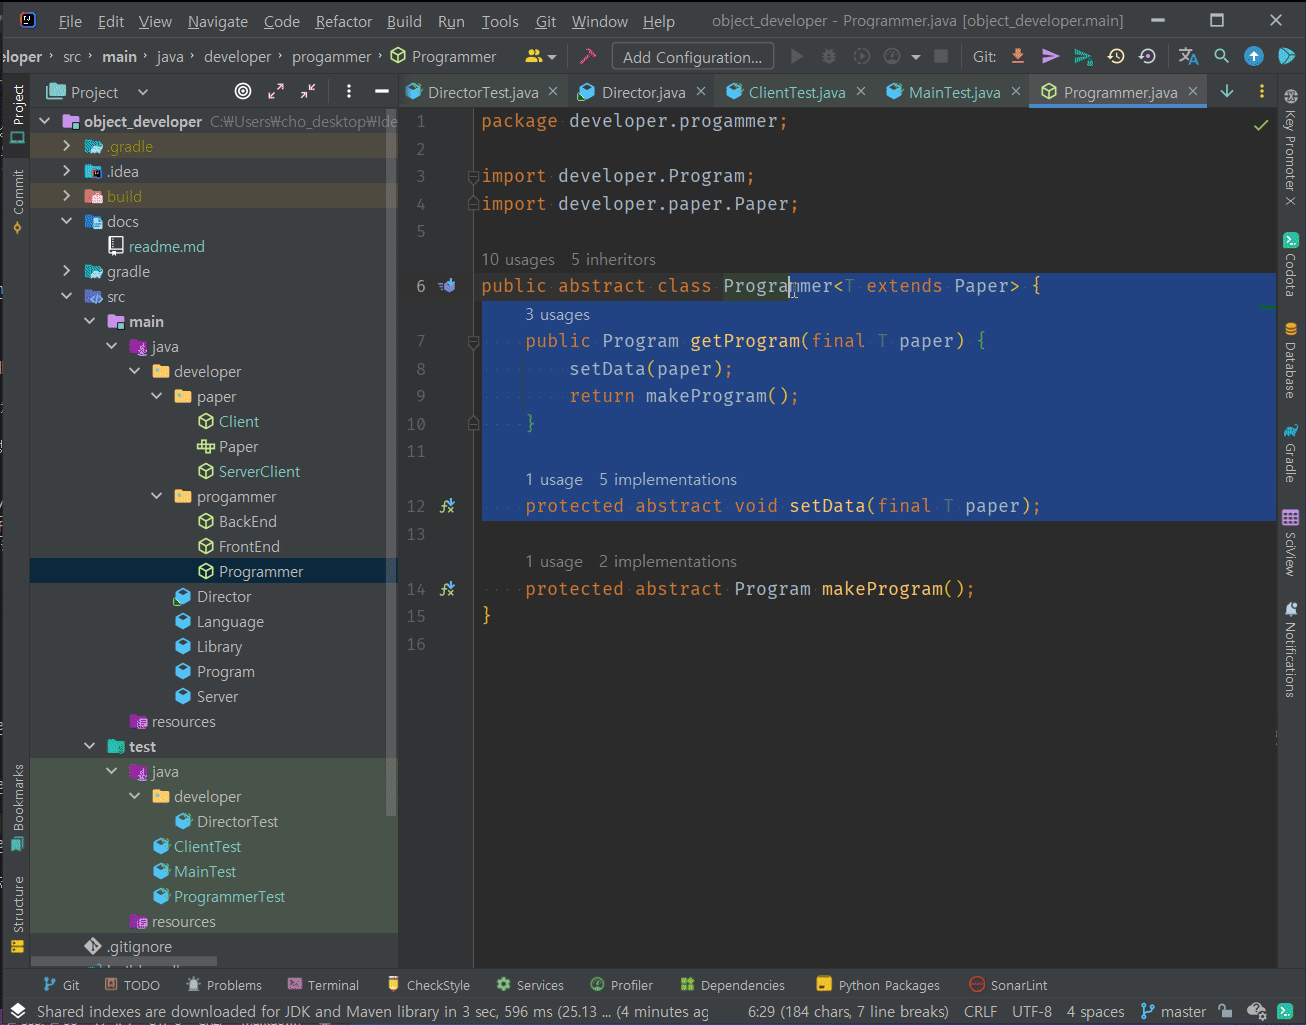 File Edit View Navigate Code Refactor Build Run Tools Git Window Help object_developer - Programmer.java [object_developer.main]
eloper src main java developer progammer Programmer Add Configuration... Git:
Project
DirectorTest.java Director.java ClientTest.java MainTest.java Programmer.java
Project
Commit
Bookmarks
Structure
object_developer C:₩Users₩cho_desktop₩Ide
.gradle
.idea
build
docs
readme.md
gradle
src
main
java
developer
paper
Client
Paper
ServerClient
progammer
BackEnd
FrontEnd
Programmer
Director
Language
Library
Program
Server
resources
test
java
developer
DirectorTest
ClientTest
MainTest
ProgrammerTest
resources
.gitignore
1 package developer.progammer;
2
3 import developer.Program;
4 import developer.paper.Paper;
5
10 usages 5 inheritors
6 public abstract class Programmer<T extends Paper> {
3 usages
7 public Program getProgram(final T paper) {
8 setData(paper);
9 return makeProgram();
10 }
11
1 usage 5 implementations
12 protected abstract void setData(final T paper);
13
1 usage 2 implementations
14 protected abstract Program makeProgram();
15 }
16
Key Promoter X
Codota
Database
Gradle
SciView
Notifications
Git TODO Problems Terminal CheckStyle Services Profiler Dependencies Python Packages SonarLint
Shared indexes are downloaded for JDK and Maven library in 3 sec, 596 ms (25.13 ... (4 minutes ag 6:29 (184 chars, 7 line breaks) CRLF UTF-8 4 spaces master